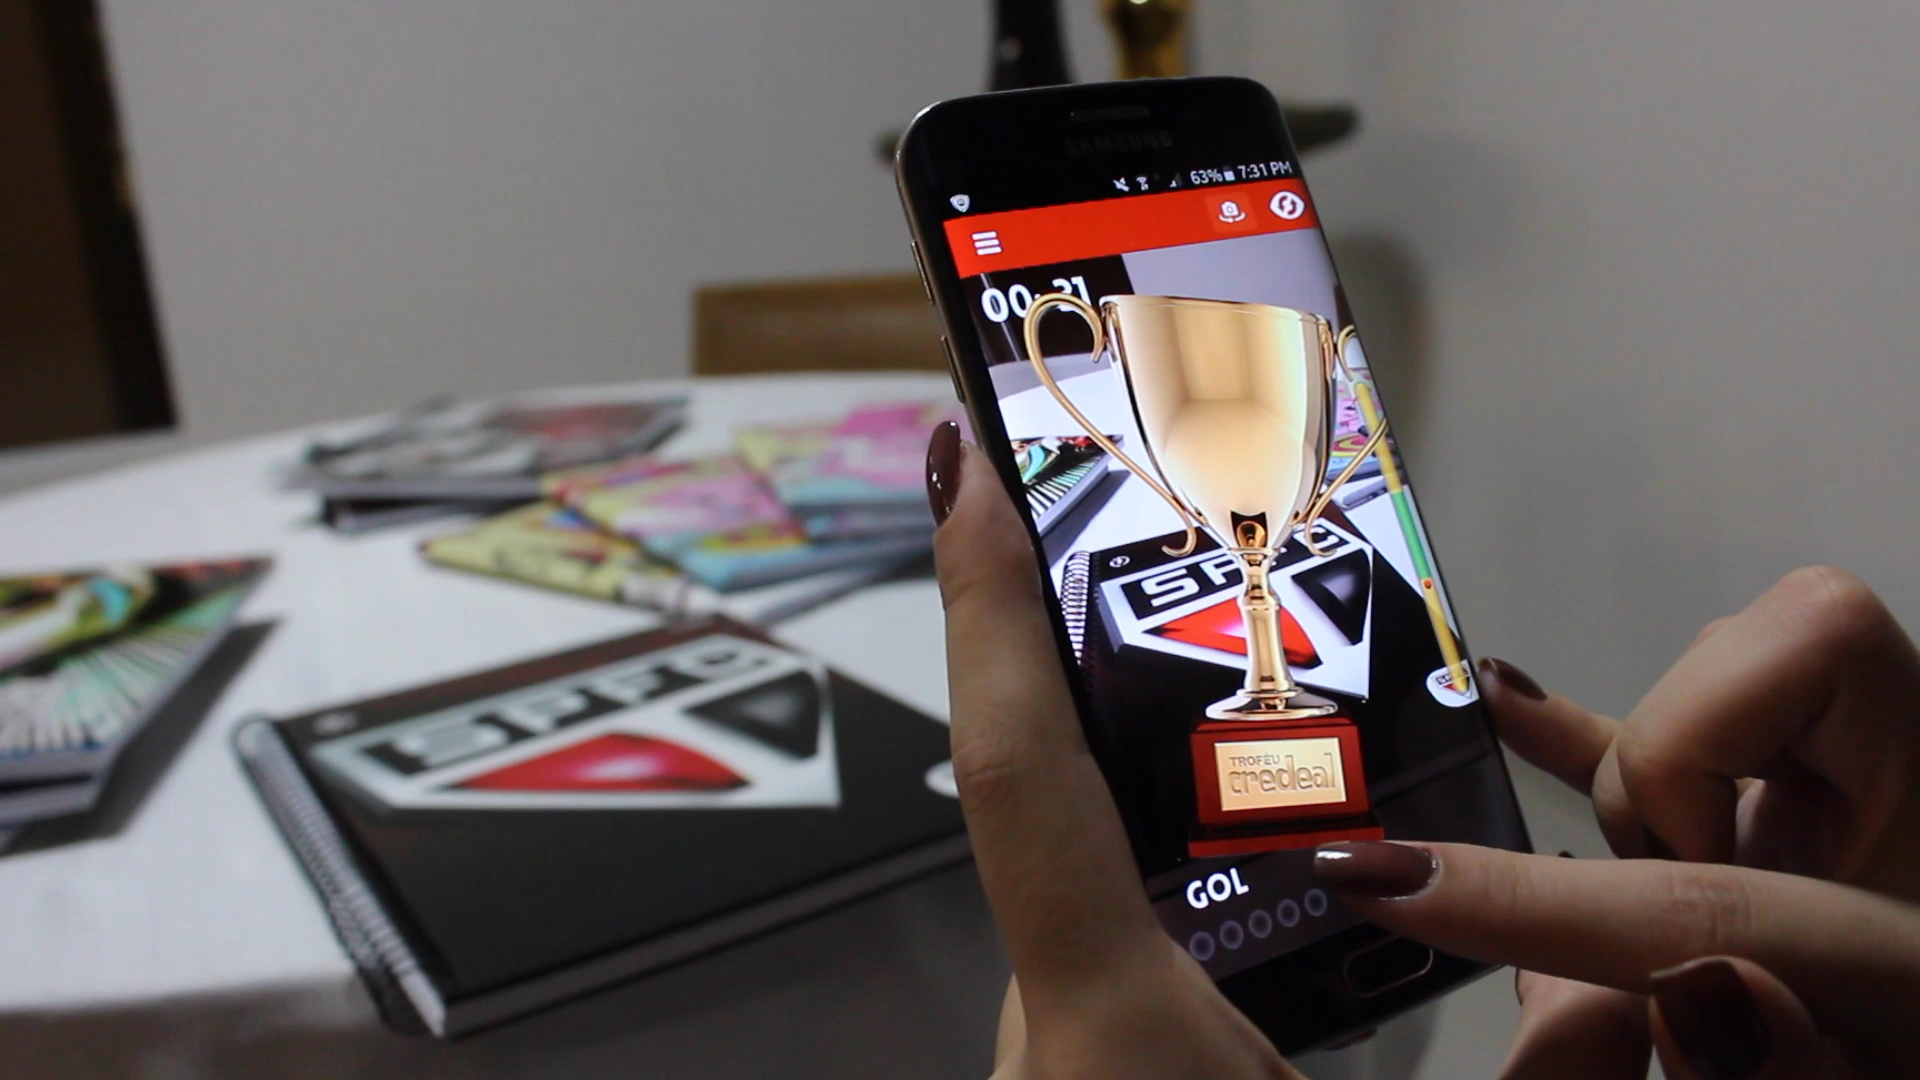 SAMSUNG
63% 7:31 PM
00:31
SPFC
TROFÉU
credeal
GOL
SPFC